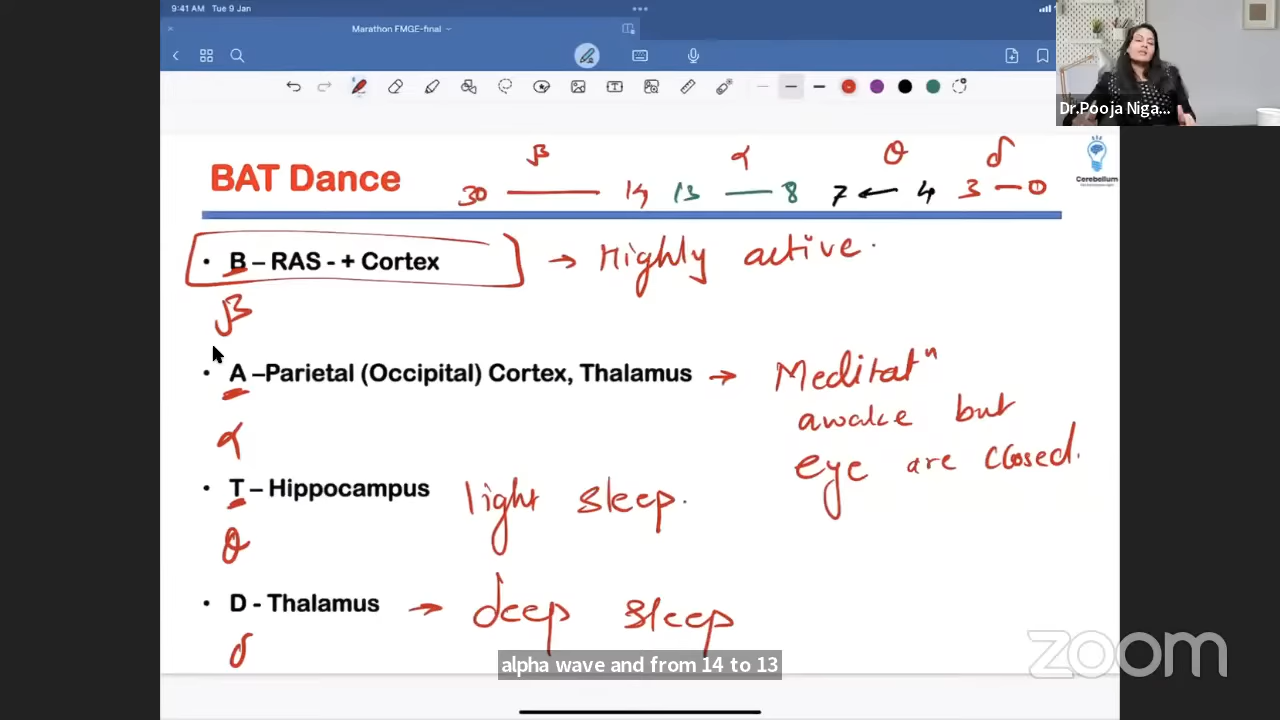 9:41 AM Tue 9 Jan
Marathon FMGE-final
Dr.Pooja Niga...
β α θ δ
BAT Dance 30 — 14 13 — 8 7 ← 4 3 — 0
Cerebellum
• B – RAS - + Cortex → Highly active.
β
• A –Parietal (Occipital) Cortex, Thalamus → Meditatⁿ
awake but
α eye are closed.
• T – Hippocampus light sleep.
θ
• D - Thalamus → deep sleep
δ
alpha wave and from 14 to 13
zoom